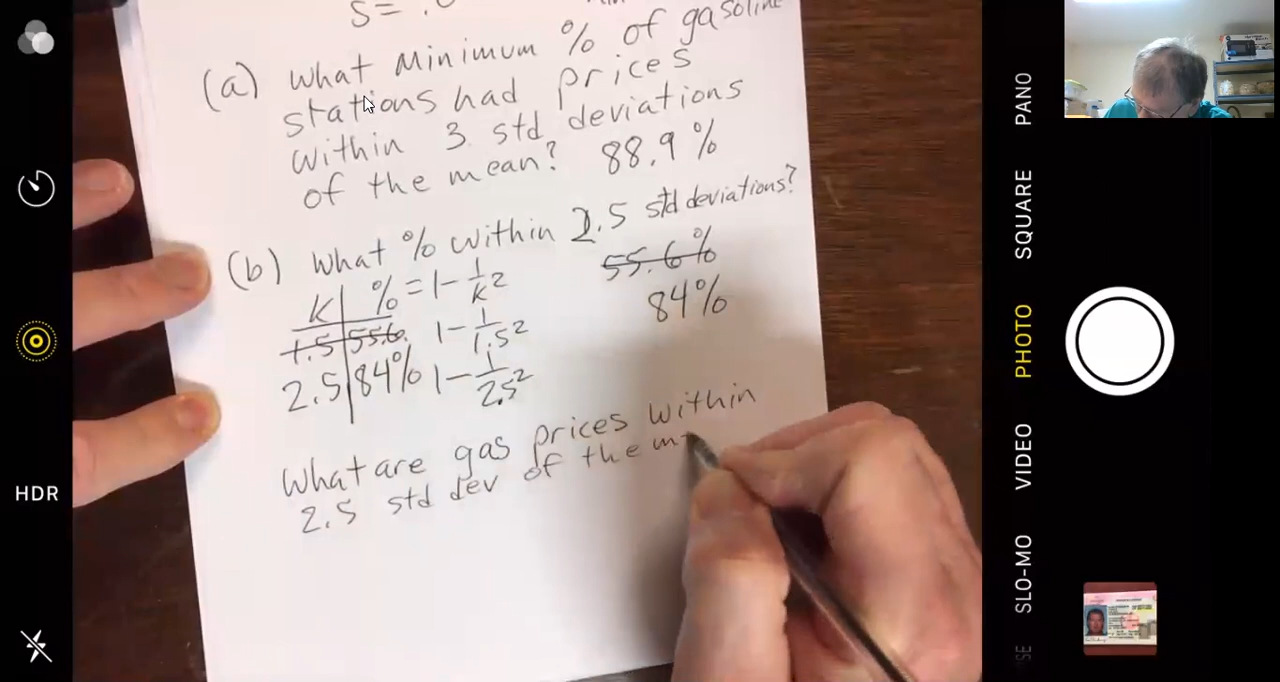 S = .0
(a) What Minimum % of gasoline
stations had prices
within 3 std deviations
of the mean? 88.9%
(b) What % within 2.5 std deviations?
55.6%
84%
K | % = 1 - 1/K2
1.5 | 55.6. 1 - 1/1.52
2.5 | 84% 1 - 1/2.52
What are gas prices within
2.5 std dev of the m
HDR
PANO
SQUARE
PHOTO
VIDEO
SLO-MO
SE